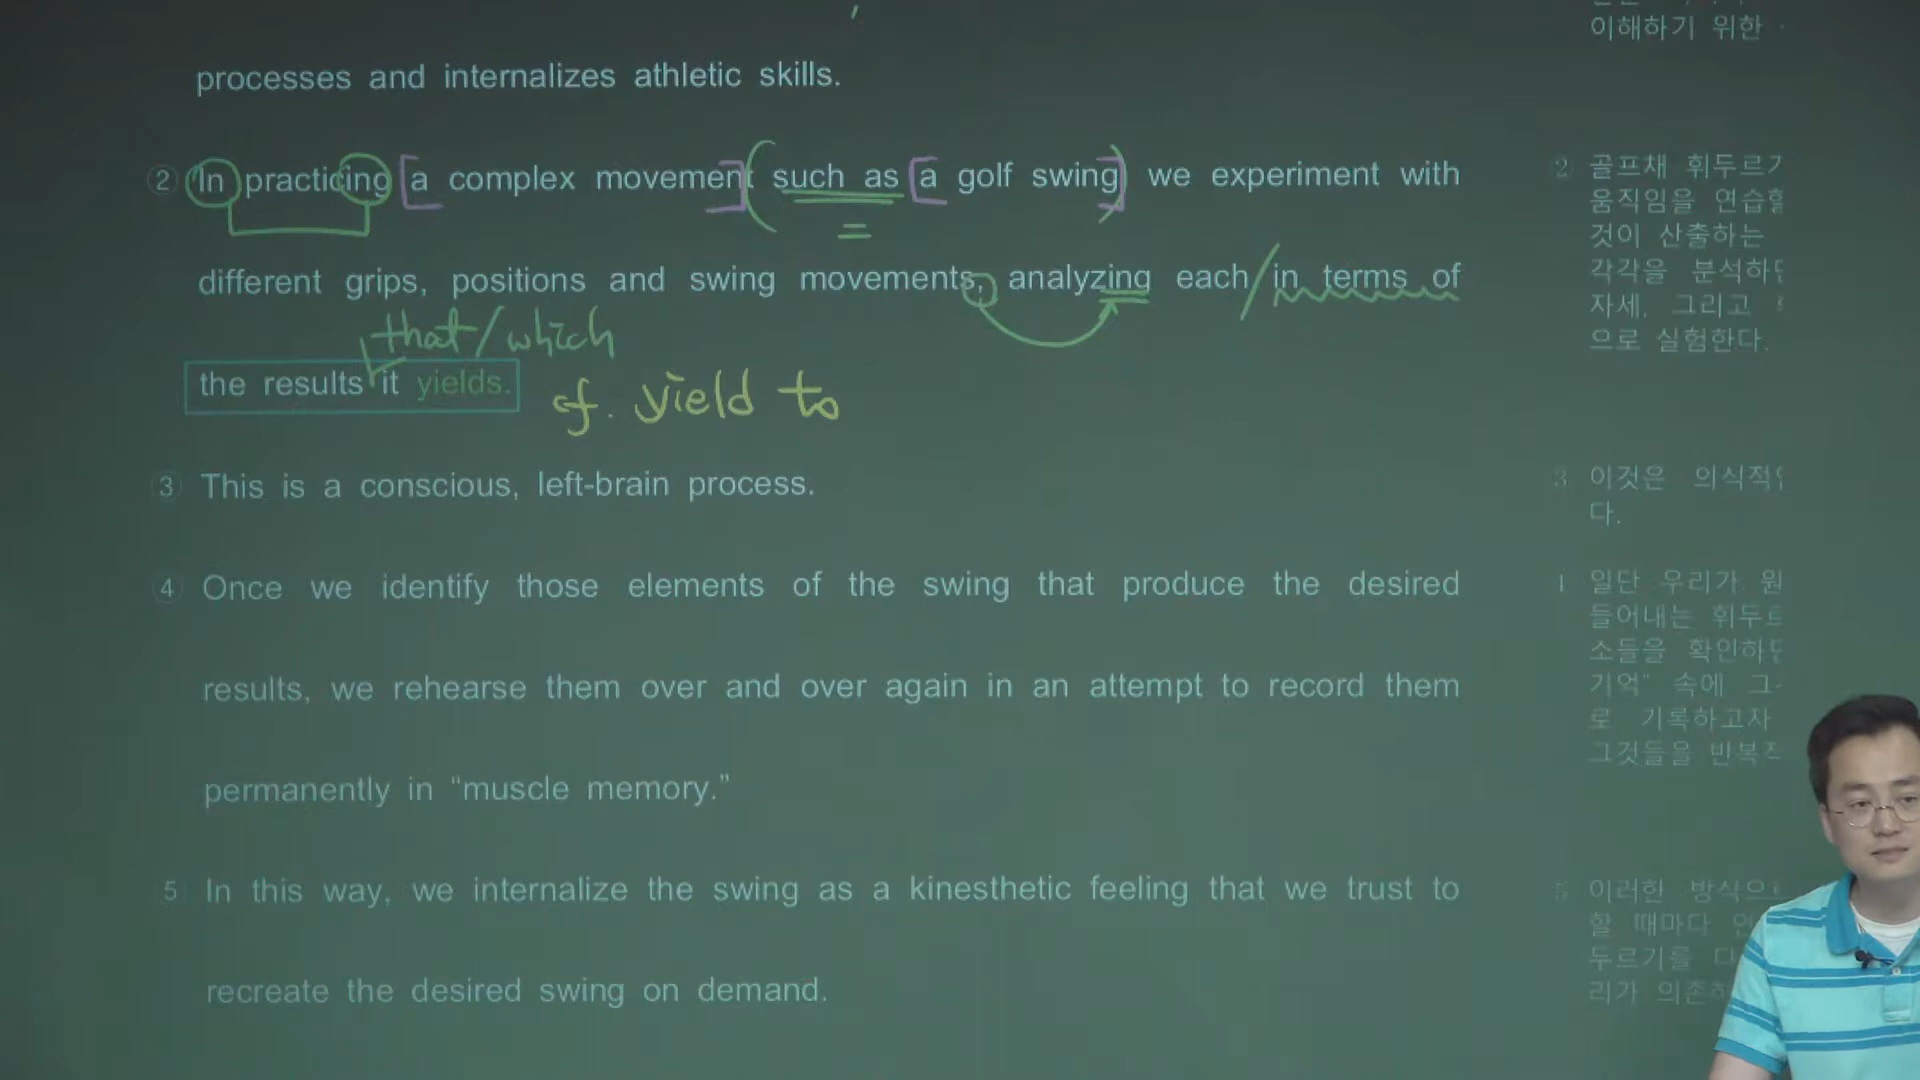 processes and internalizes athletic skills.
② In practicing [a complex movement] (such as [a golf swing]) we experiment with
=
different grips, positions and swing movements, analyzing each / in terms of
that/which
the results it yields. cf. yield to
③ This is a conscious, left-brain process.
④ Once we identify those elements of the swing that produce the desired
results, we rehearse them over and over again in an attempt to record them
permanently in “muscle memory.”
5 In this way, we internalize the swing as a kinesthetic feeling that we trust to
recreate the desired swing on demand.
이해하기 위한
2 골프채 휘두르기
움직임을 연습할
것이 산출하는
각각을 분석하면
자세, 그리고
으로 실험한다.
3 이것은 의식적인
다.
일단 우리가 원
들어내는 휘두르
소들을 확인하면
기억” 속에 그
로 기록하고자
그것들을 반복적
5 이러한 방식으로
할 때마다
두르기를
리가 의존하